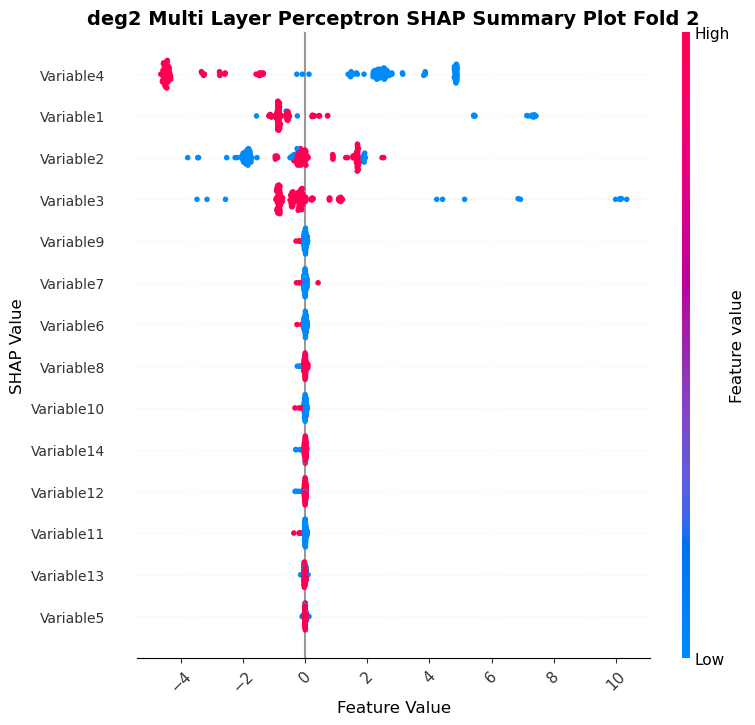 deg2 Multi Layer Perceptron SHAP Summary Plot Fold 2
High
Variable4
Variable1
Variable2
Variable3
Variable9
Variable7
Variable6
Variable8
Variable10
Variable14
Variable12
Variable11
Variable13
Variable5
SHAP Value
Feature value
Low
−4 −2 0 2 4 6 8 10
Feature Value